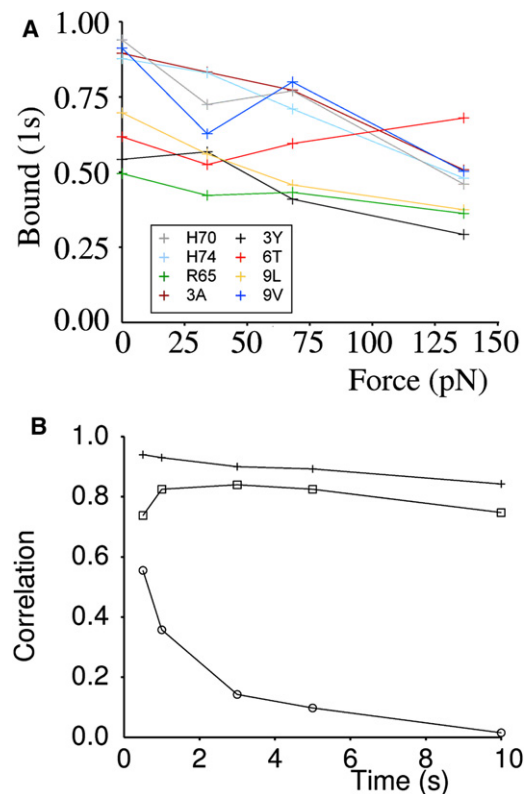 A
1.00
0.75
0.50
0.25
0.00
Bound (1s)
H70 3Y
H74 6T
R65 9L
3A 9V
0 25 50 75 100 125 150
Force (pN)
B
1.0
0.8
0.6
0.4
0.2
0.0
Correlation
0 2 4 6 8 10
Time (s)